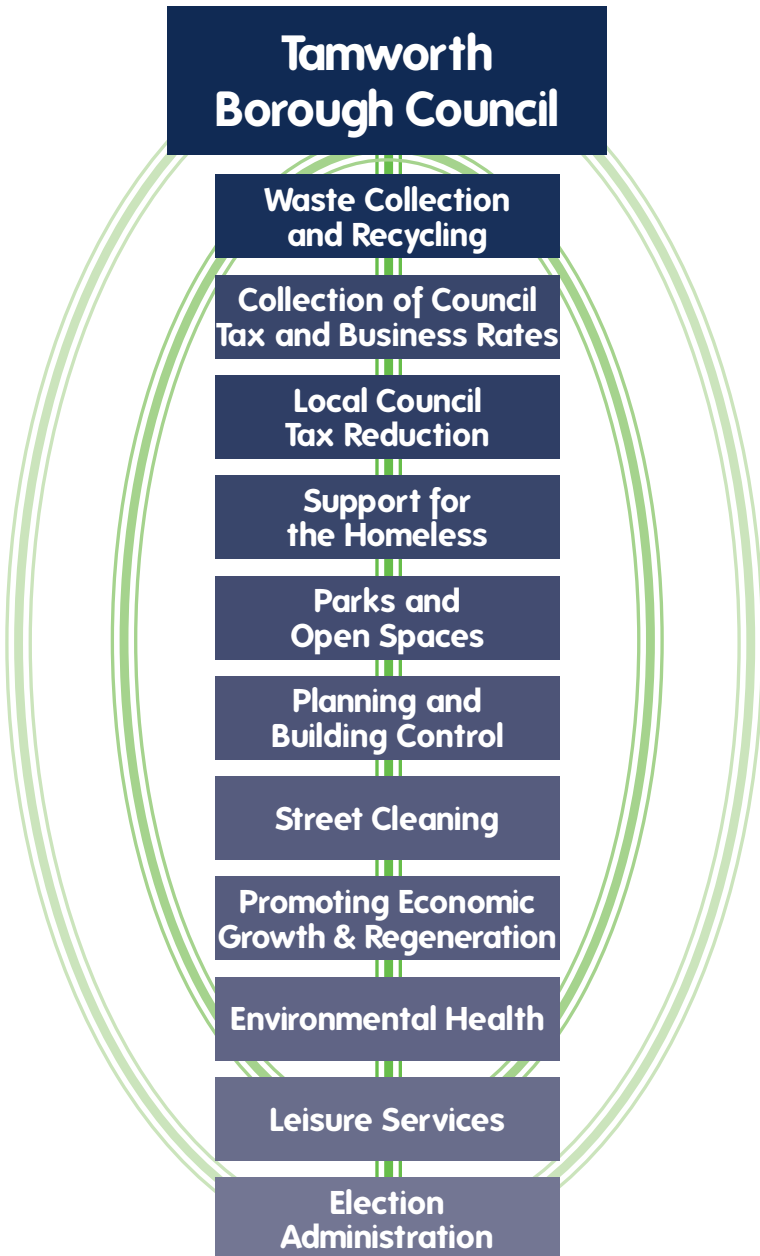 Tamworth
Borough Council
Waste Collection
and Recycling
Collection of Council
Tax and Business Rates
Local Council
Tax Reduction
Support for
the Homeless
Parks and
Open Spaces
Planning and
Building Control
Street Cleaning
Promoting Economic
Growth & Regeneration
Environmental Health
Leisure Services
Election
Administration